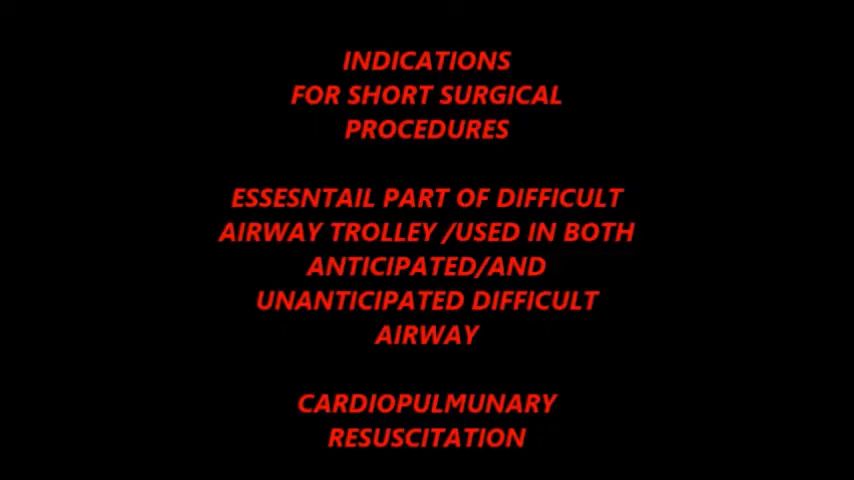 INDICATIONS
FOR SHORT SURGICAL
PROCEDURES
ESSESNTAIL PART OF DIFFICULT
AIRWAY TROLLEY /USED IN BOTH
ANTICIPATED/AND
UNANTICIPATED DIFFICULT
AIRWAY
CARDIOPULMUNARY
RESUSCITATION